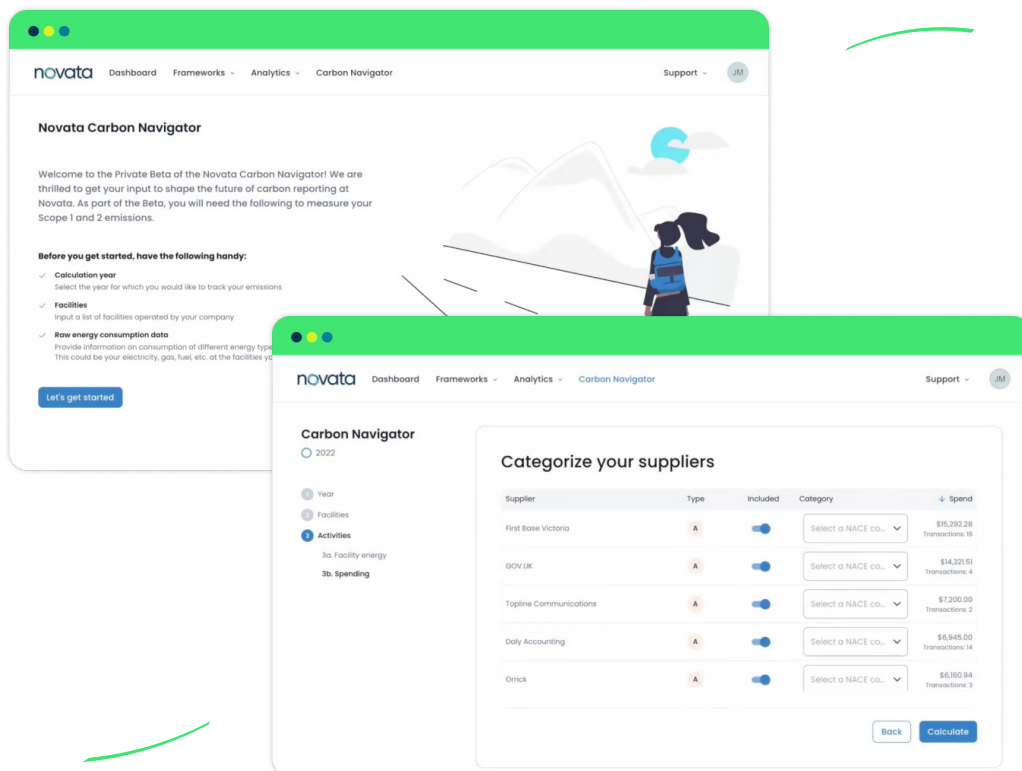 novata Dashboard Frameworks Analytics Carbon Navigator Support JM
Novata Carbon Navigator
Welcome to the Private Beta of the Novata Carbon Navigator! We are
thrilled to get your input to shape the future of carbon reporting at
Novata. As part of the Beta, you will need the following to measure your
Scope 1 and 2 emissions.
Before you get started, have the following handy:
Calculation year
Select the year for which you would like to track your emissions
Facilities
Input a list of facilities operated by your company
Raw energy consumption data
Provide information on consumption of different energy type
This could be your electricity, gas, fuel, etc. at the facilities yo
Let's get started
novata Dashboard Frameworks Analytics Carbon Navigator Support JM
Carbon Navigator
2022
1 Year
2 Facilities
3 Activities
3a. Facility energy
3b. Spending
Categorize your suppliers
Supplier Type Included Category Spend
First Base Victoria A Select a NACE co... $15,292.28
Transactions: 18
GOV.UK A Select a NACE co... $14,321.51
Transactions: 4
Topline Communications A Select a NACE co... $7,200.00
Transactions: 2
Daly Accounting A Select a NACE co... $6,945.00
Transactions: 14
Orrick A Select a NACE co... $6,180.94
Transactions: 3
Back Calculate